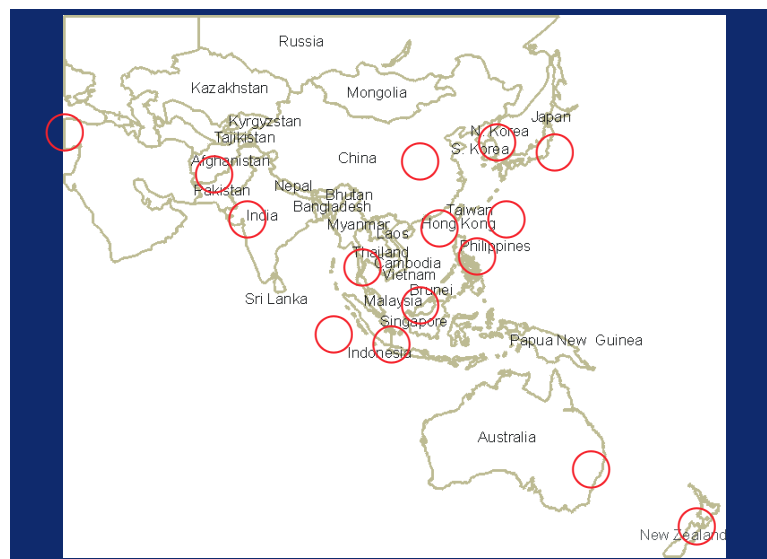 Russia
Kazakhstan
Mongolia
Japan
Kyrgyzstan
N. Korea
Tajikistan
S. Korea
China
Afghanistan
Pakistan
Nepal
Bhutan
Bangladesh
India
Taiwan
Myanmar
Hong Kong
Laos
Philippines
Thailand
Cambodia
Vietnam
Brunei
Sri Lanka
Malaysia
Singapore
Papua New Guinea
Indonesia
Australia
New Zealand